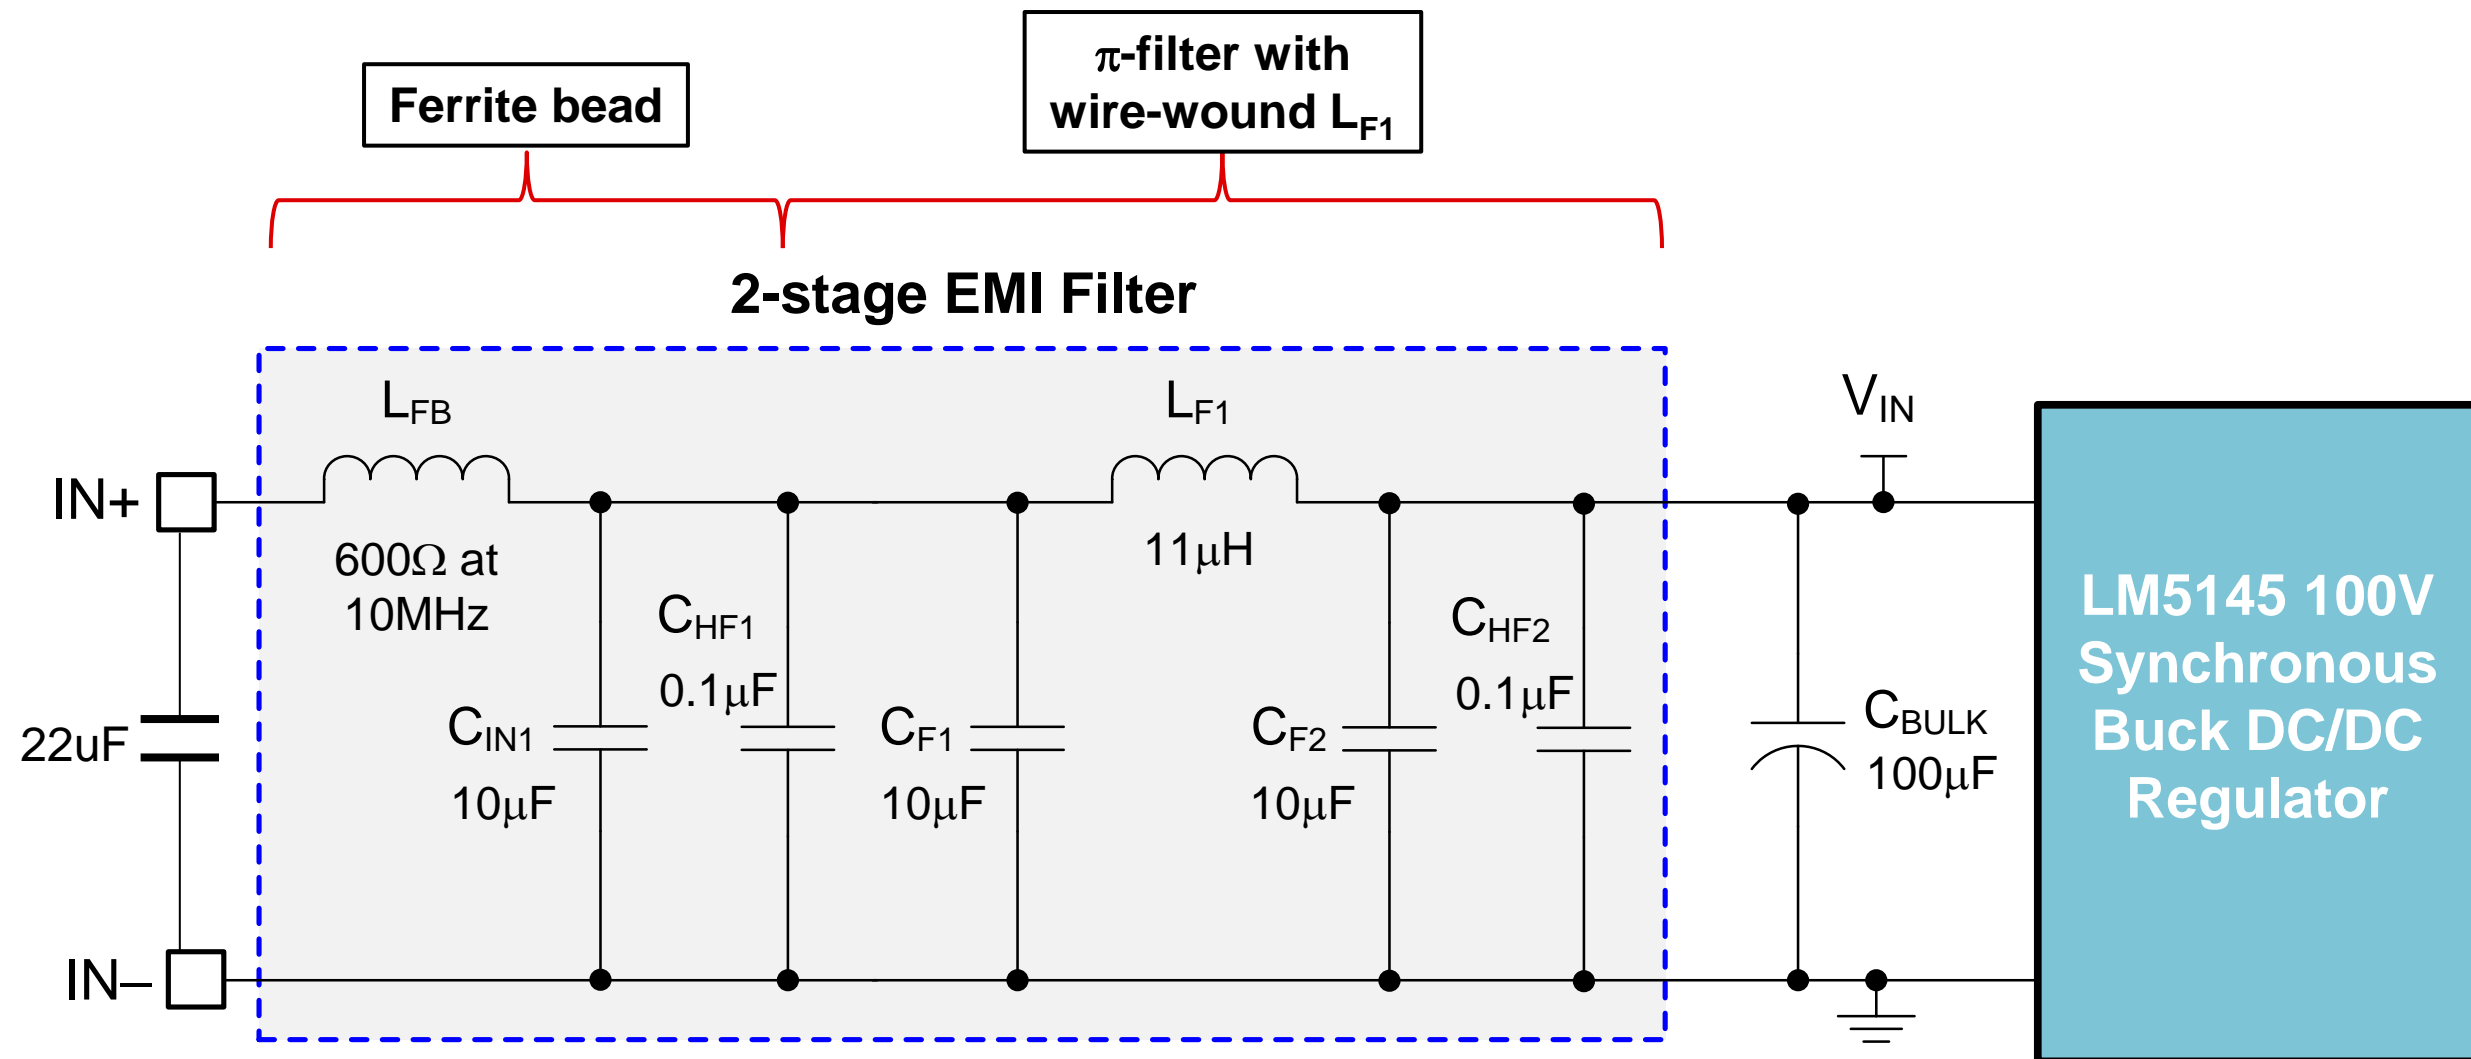 π-filter with
wire-wound LF1
Ferrite bead
2-stage EMI Filter
LFB
LF1
VIN
IN+
600Ω at
10MHz
11μH
CHF1
0.1μF
CHF2
0.1μF
LM5145 100V
Synchronous
Buck DC/DC
Regulator
22uF
CIN1
10μF
CF1
10μF
CF2
10μF
CBULK
100μF
IN–